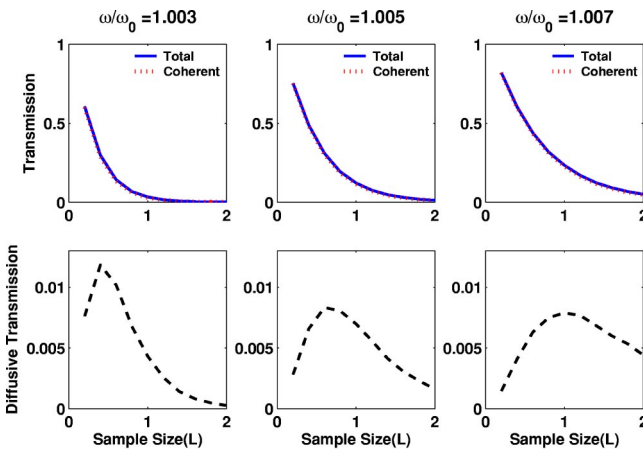 ω/ω0 =1.003
ω/ω0 =1.005
ω/ω0 =1.007
Transmission
1
0.5
0
0
1
2
Total
Coherent
1
0.5
0
0
1
2
Total
Coherent
1
0.5
0
0
1
2
Total
Coherent
Diffusive Transmission
0.01
0.005
0
0
1
2
Sample Size(L)
0.01
0.005
0
0
1
2
Sample Size(L)
0.01
0.005
0
0
1
2
Sample Size(L)